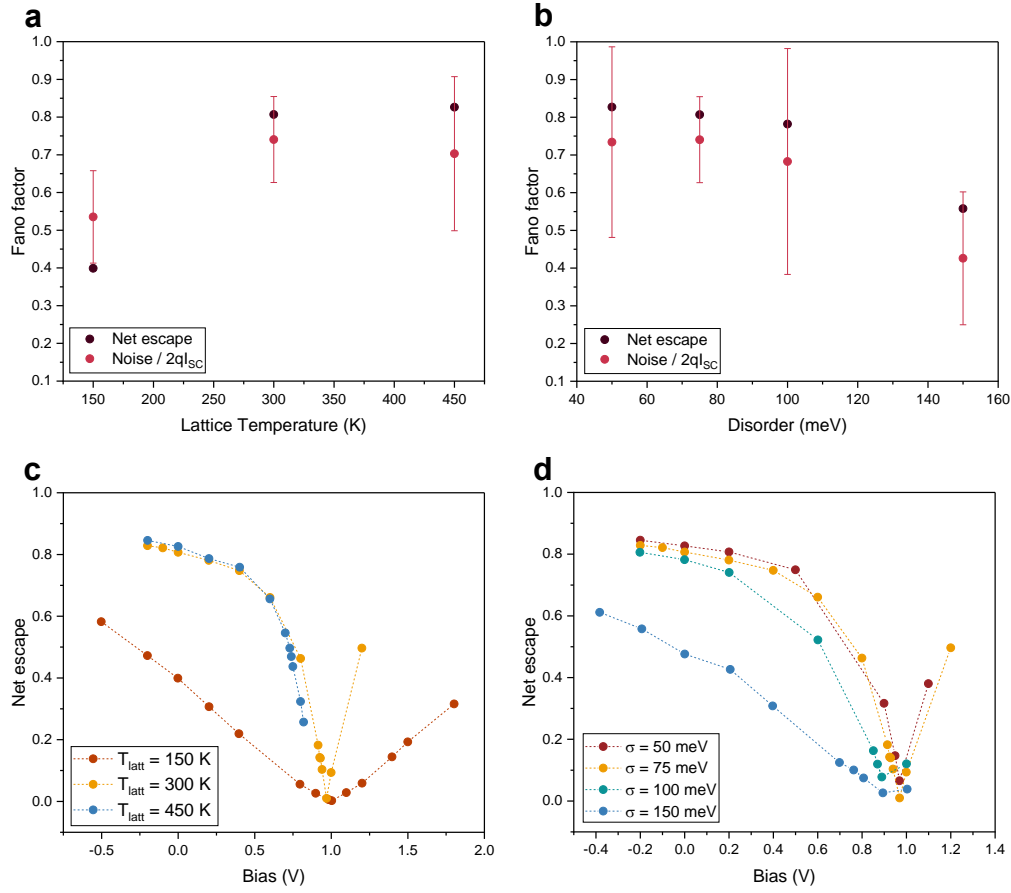 a
1.0
0.9
0.8
0.7
0.6
0.5
0.4
0.3
0.2
0.1
Fano factor
Net escape
Noise / 2qI_SC
150 200 250 300 350 400 450
Lattice Temperature (K)
b
1.0
0.9
0.8
0.7
0.6
0.5
0.4
0.3
0.2
0.1
Fano factor
Net escape
Noise / 2qI_SC
40 60 80 100 120 140 160
Disorder (meV)
c
1.0
0.8
0.6
0.4
0.2
0.0
Net escape
T_latt = 150 K
T_latt = 300 K
T_latt = 450 K
-0.5 0.0 0.5 1.0 1.5 2.0
Bias (V)
d
1.0
0.8
0.6
0.4
0.2
0.0
Net escape
σ = 50 meV
σ = 75 meV
σ = 100 meV
σ = 150 meV
-0.4 -0.2 0.0 0.2 0.4 0.6 0.8 1.0 1.2 1.4
Bias (V)